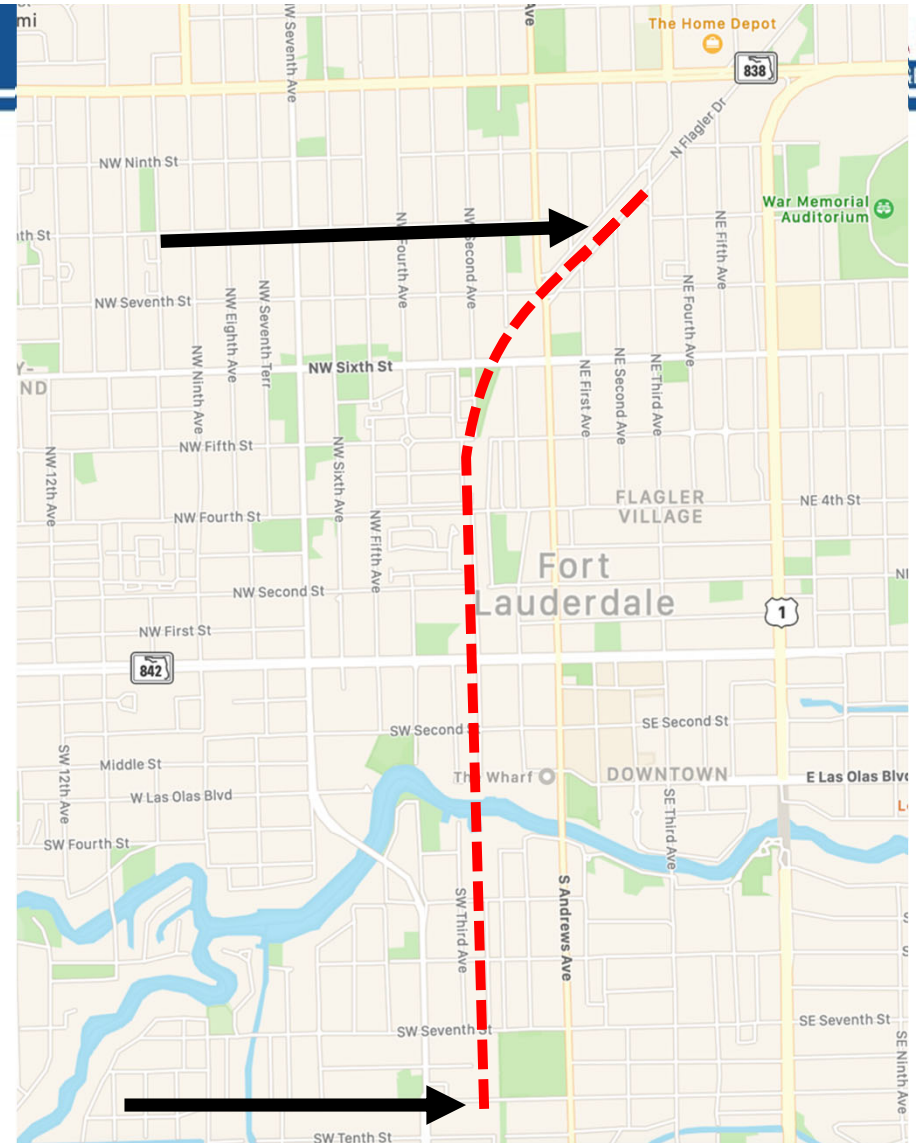 mi
NW Seventh Ave
Ave
The Home Depot
838
N Flagler Dr
NW Ninth St
War Memorial
Auditorium
th St
NW Fourth Ave
NW Second Ave
NE Fifth Ave
NW Seventh St
NW Eighth Ave
NW Seventh Terr
NE Fourth Ave
NW Sixth St
Y-
ND
NW Ninth Ave
NE First Ave
NE Second Ave
NE Third Ave
NW Fifth St
NW 12th Ave
NW Sixth Ave
FLAGLER
VILLAGE
NE 4th St
NW Fourth St
NW Fifth Ave
Fort
Lauderdale
NW Second St
1
NW First St
842
SW Second
SE Second St
SW 12th Ave
Middle St
The Wharf
DOWNTOWN
E Las Olas Blvd
W Las Olas Blvd
SE Third Ave
SW Fourth St
SW Third Ave
S Andrews Ave
SW Seventh St
SE Seventh St
SE Ninth Ave
SW Tenth St